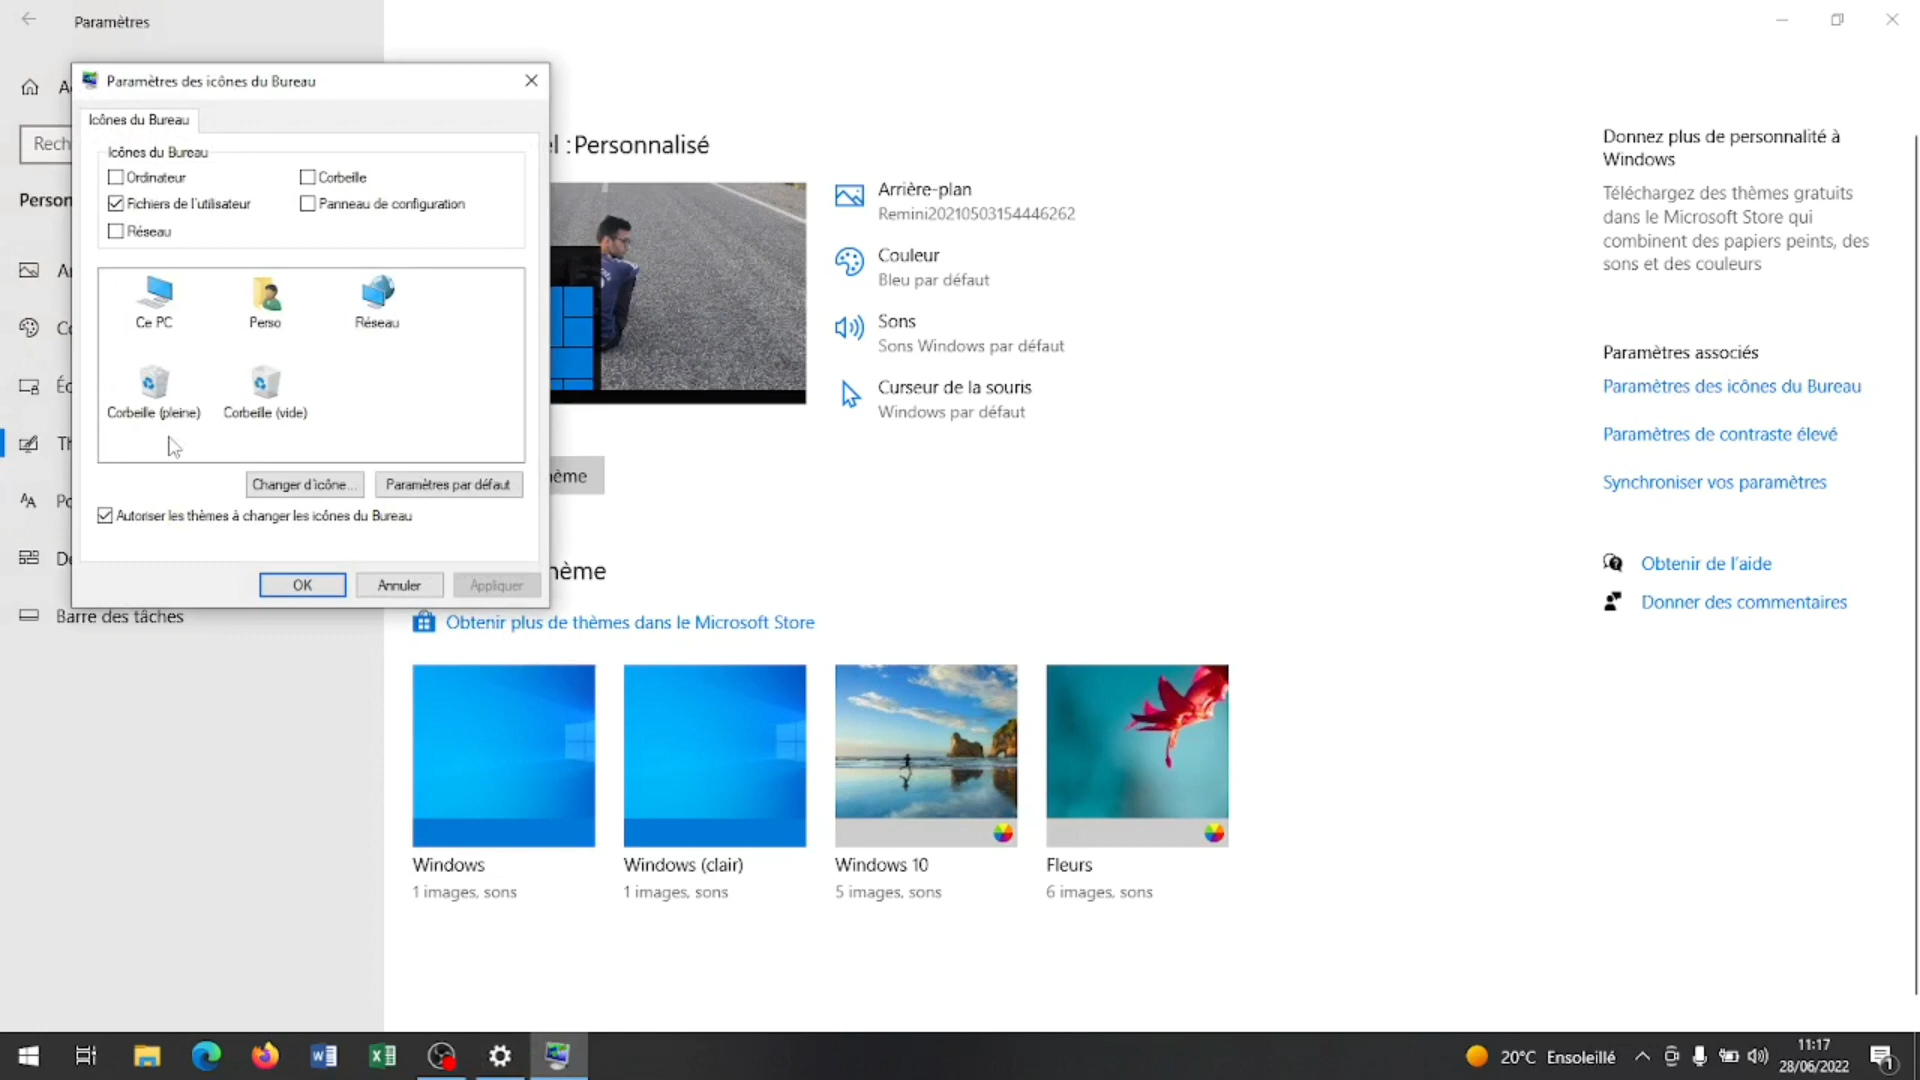 Paramètres
Paramètres des icônes du Bureau
Icônes du Bureau
Icônes du Bureau
Ordinateur
Corbeille
Fichiers de l'utilisateur
Panneau de configuration
Réseau
Ce PC
Perso
Réseau
Corbeille (pleine)
Corbeille (vide)
Changer d'icône...
Paramètres par défaut
Autoriser les thèmes à changer les icônes du Bureau
OK
Annuler
Appliquer
Rech
Person
Barre des tâches
el : Personnalisé
Arrière-plan
Remini20210503154446262
Couleur
Bleu par défaut
Sons
Sons Windows par défaut
Curseur de la souris
Windows par défaut
Obtenir plus de thèmes dans le Microsoft Store
Windows
1 images, sons
Windows (clair)
1 images, sons
Windows 10
5 images, sons
Fleurs
6 images, sons
Donnez plus de personnalité à
Windows
Téléchargez des thèmes gratuits
dans le Microsoft Store qui
combinent des papiers peints, des
sons et des couleurs
Paramètres associés
Paramètres des icônes du Bureau
Paramètres de contraste élevé
Synchroniser vos paramètres
Obtenir de l'aide
Donner des commentaires
20°C Ensoleillé
11:17
28/06/2022